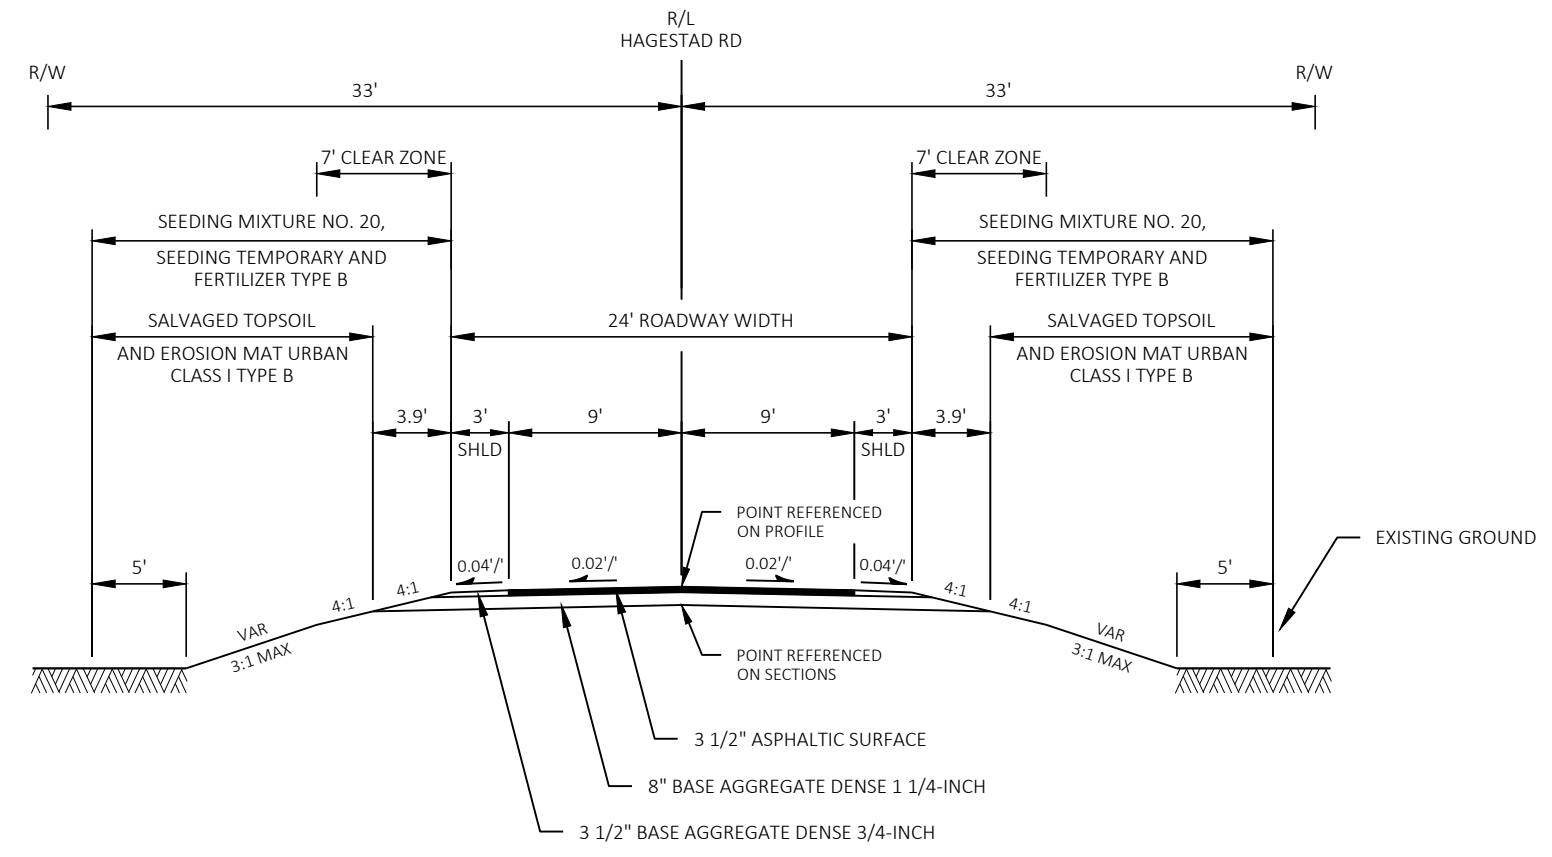 R/L
HAGESTAD RD
R/W
R/W
33'
33'
7' CLEAR ZONE
7' CLEAR ZONE
SEEDING MIXTURE NO. 20,
SEEDING TEMPORARY AND
FERTILIZER TYPE B
SEEDING MIXTURE NO. 20,
SEEDING TEMPORARY AND
FERTILIZER TYPE B
SALVAGED TOPSOIL
AND EROSION MAT URBAN
CLASS I TYPE B
24' ROADWAY WIDTH
SALVAGED TOPSOIL
AND EROSION MAT URBAN
CLASS I TYPE B
3.9'
3'
SHLD
9'
9'
3'
SHLD
3.9'
POINT REFERENCED
ON PROFILE
EXISTING GROUND
5'
4:1
4:1
0.04'/'
0.02'/'
0.02'/'
0.04'/'
4:1
4:1
5'
VAR
3:1 MAX
VAR
3:1 MAX
POINT REFERENCED
ON SECTIONS
3 1/2" ASPHALTIC SURFACE
8" BASE AGGREGATE DENSE 1 1/4-INCH
3 1/2" BASE AGGREGATE DENSE 3/4-INCH